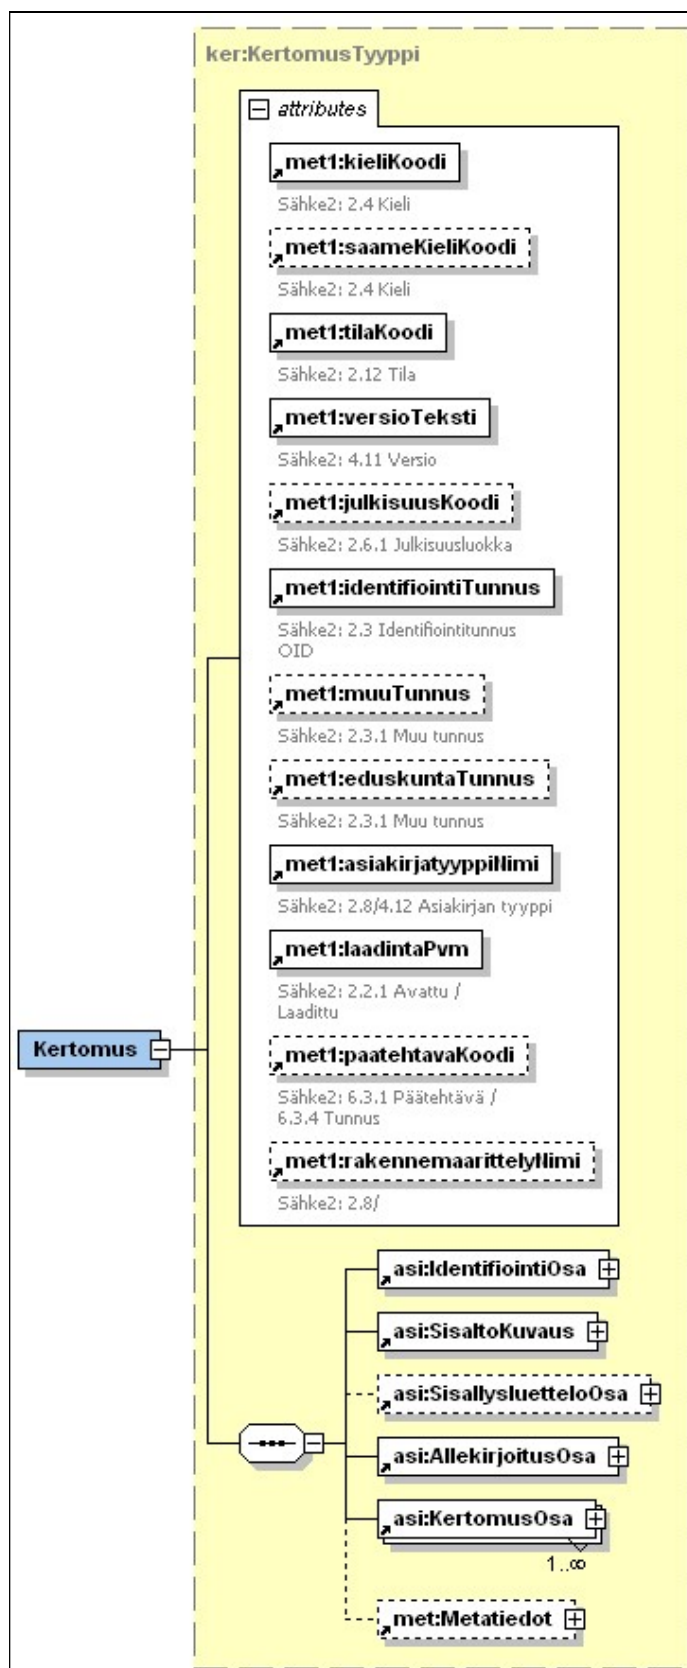 ker:KertomusTyyppi
attributes
met1:kieliKoodi
Sähke2: 2.4 Kieli
met1:saameKieliKoodi
Sähke2: 2.4 Kieli
met1:tilaKoodi
Sähke2: 2.12 Tila
met1:versioTeksti
Sähke2: 4.11 Versio
met1:julkisuusKoodi
Sähke2: 2.6.1 Julkisuusluokka
met1:identifiointiTunnus
Sähke2: 2.3 Identifiointitunnus
OID
met1:muuTunnus
Sähke2: 2.3.1 Muu tunnus
met1:eduskuntaTunnus
Sähke2: 2.3.1 Muu tunnus
met1:asiakirjatyyppiNimi
Sähke2: 2.8/4.12 Asiakirjan tyyppi
met1:laadintaPvm
Sähke2: 2.2.1 Avattu /
Laadittu
Kertomus
met1:paatehtavaKoodi
Sähke2: 6.3.1 Päätehtävä /
6.3.4 Tunnus
met1:rakennemaarittelyNimi
Sähke2: 2.8/
asi:IdentifiointiOsa
asi:SisaltoKuvaus
asi:SisallysluetteloOsa
asi:AllekirjoitusOsa
asi:KertomusOsa
1..∞
met:Metatiedot